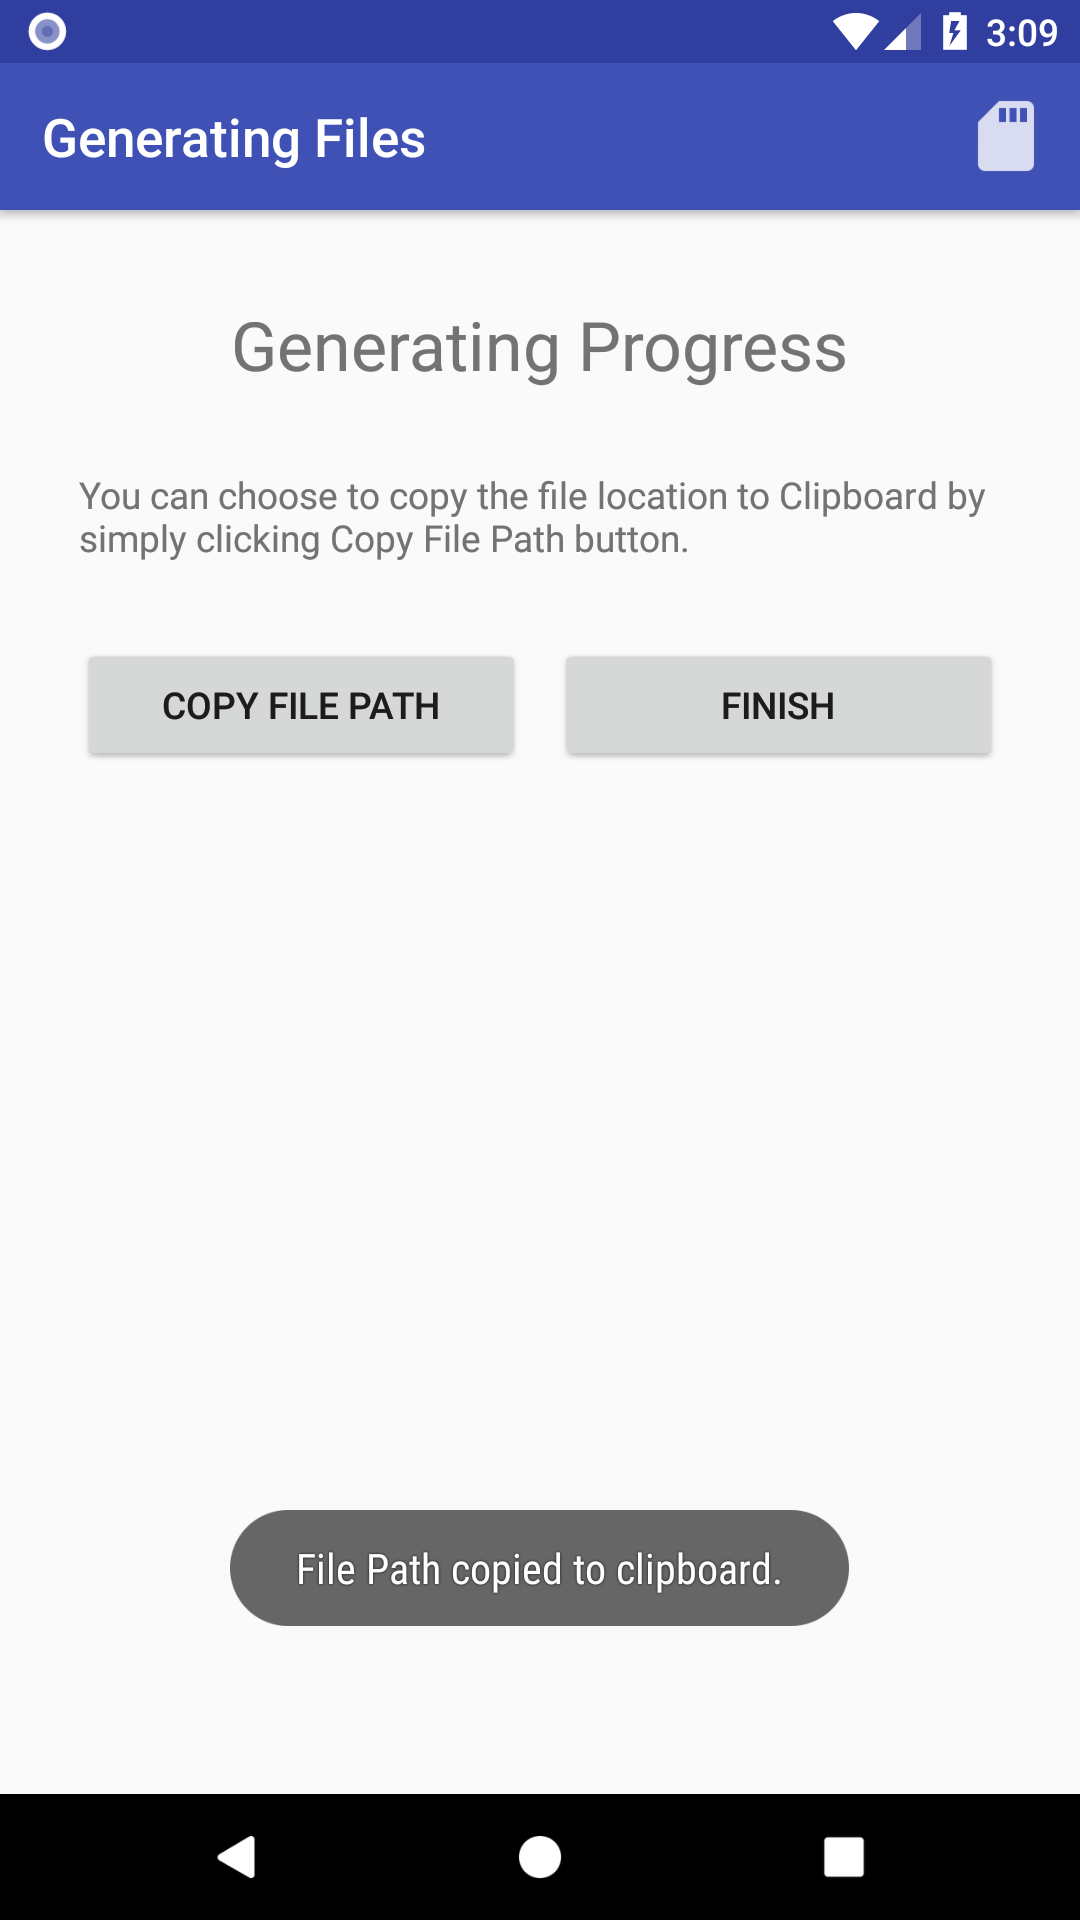 3:09
Generating Files
Generating Progress
You can choose to copy the file location to Clipboard by
simply clicking Copy File Path button.
COPY FILE PATH
FINISH
File Path copied to clipboard.